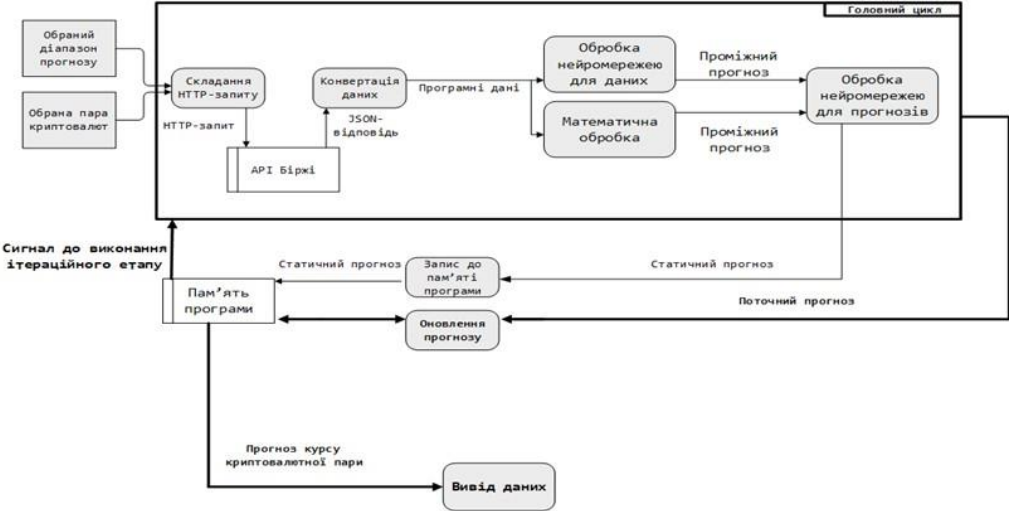 Головний цикл
Обраний
діапазон
прогнозу
Обрана пара
криптовалют
Складання
HTTP-запиту
HTTP-запит
АРІ Біржі
Конвертація
даних
JSON-
відповідь
Програмні дані
Обробка
нейромережею
для даних
Математична
обробка
Проміжний
прогноз
Проміжний
прогноз
Обробка
нейромережею
для прогнозів
Сигнал до виконання
ітераційного етапу
Статичний прогноз
Запис до
пам’яті
програми
Статичний прогноз
Пам’ять
програми
Оновлення
прогнозу
Поточний прогноз
Прогноз курсу
криптовалютної пари
Вивід даних